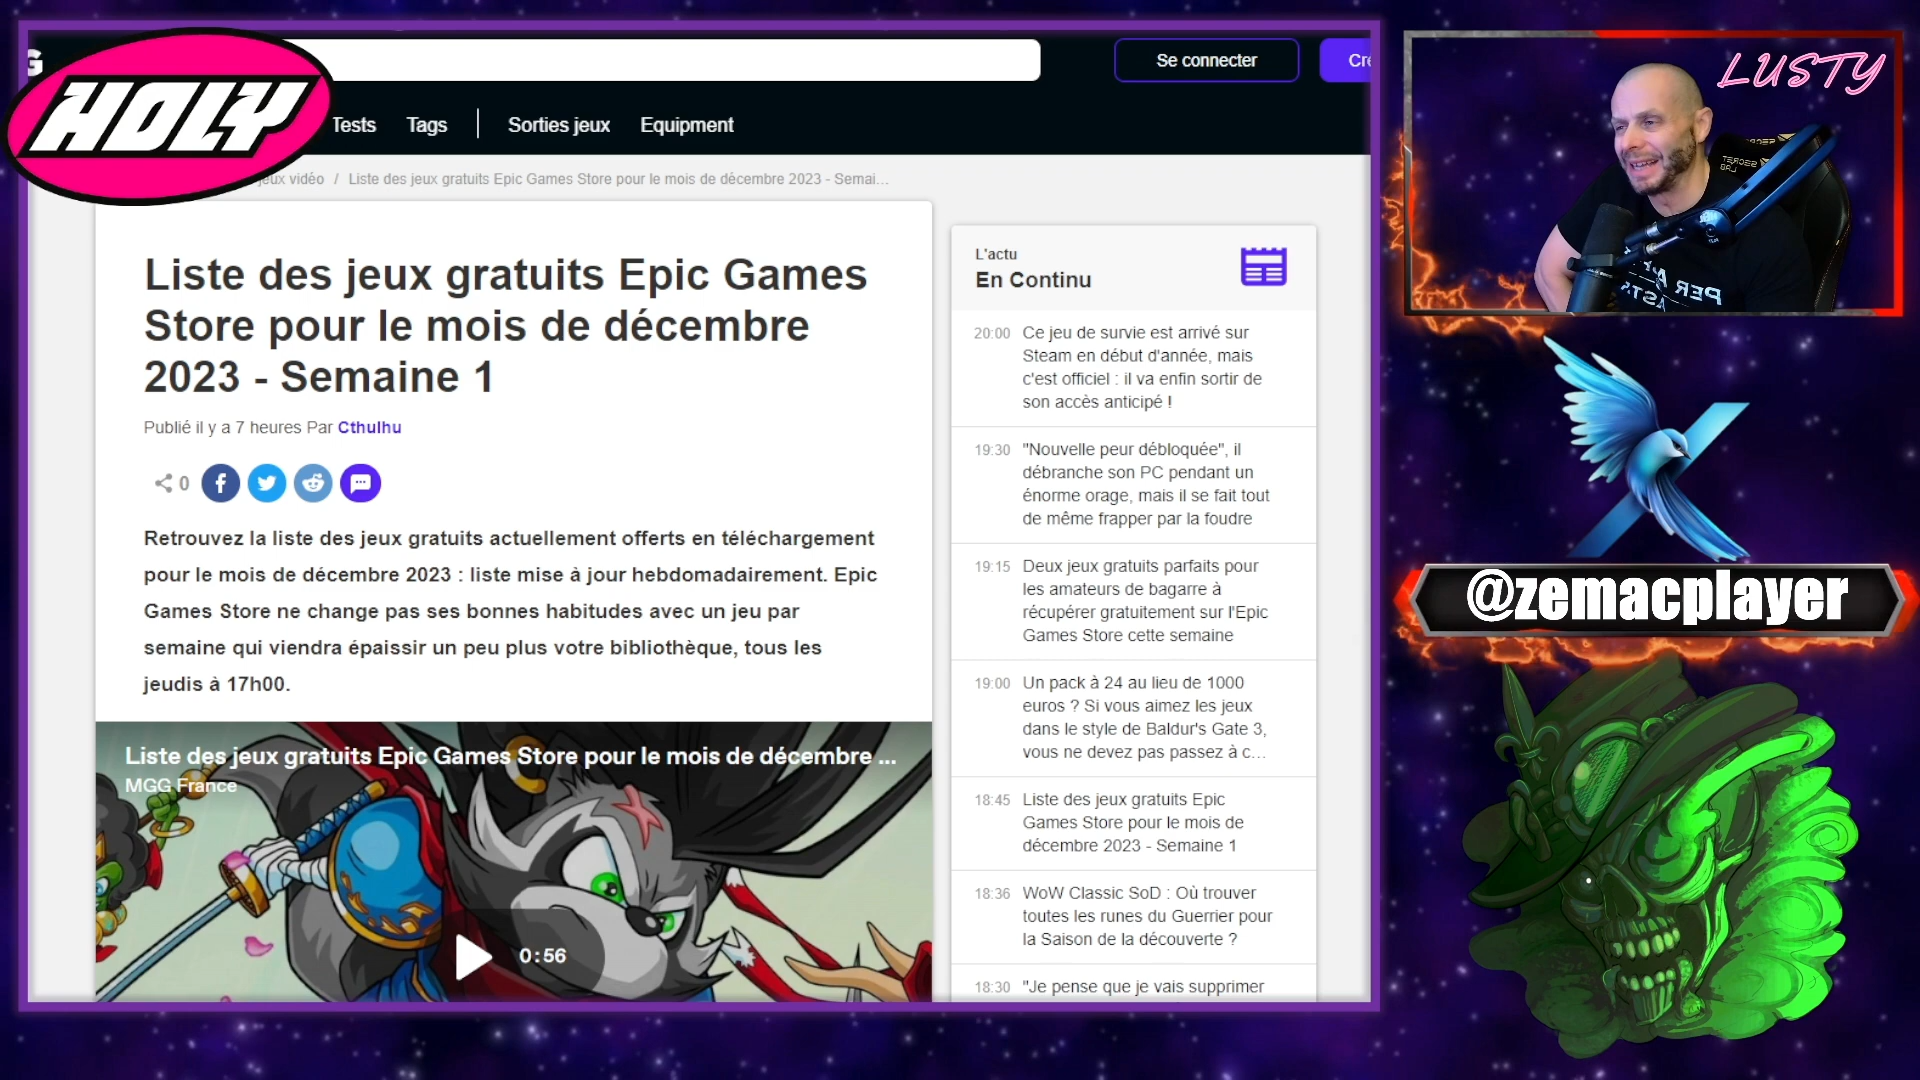 G
HOLY
Se connecter
Cré
Tests
Tags
Sorties jeux
Equipment
jeux vidéo / Liste des jeux gratuits Epic Games Store pour le mois de décembre 2023 - Semai...
Liste des jeux gratuits Epic Games
Store pour le mois de décembre
2023 - Semaine 1
Publié il y a 7 heures Par Cthulhu
0
Retrouvez la liste des jeux gratuits actuellement offerts en téléchargement
pour le mois de décembre 2023 : liste mise à jour hebdomadairement. Epic
Games Store ne change pas ses bonnes habitudes avec un jeu par
semaine qui viendra épaissir un peu plus votre bibliothèque, tous les
jeudis à 17h00.
Liste des jeux gratuits Epic Games Store pour le mois de décembre ...
MGG France
0:56
L'actu
En Continu
20:00 Ce jeu de survie est arrivé sur
Steam en début d'année, mais
c'est officiel : il va enfin sortir de
son accès anticipé !
19:30 "Nouvelle peur débloquée", il
débranche son PC pendant un
énorme orage, mais il se fait tout
de même frapper par la foudre
19:15 Deux jeux gratuits parfaits pour
les amateurs de bagarre à
récupérer gratuitement sur l'Epic
Games Store cette semaine
19:00 Un pack à 24 au lieu de 1000
euros ? Si vous aimez les jeux
dans le style de Baldur's Gate 3,
vous ne devez pas passez à c...
18:45 Liste des jeux gratuits Epic
Games Store pour le mois de
décembre 2023 - Semaine 1
18:36 WoW Classic SoD : Où trouver
toutes les runes du Guerrier pour
la Saison de la découverte ?
18:30 "Je pense que je vais supprimer
LUSTY
SECRET
LAB
PER A
ASTA
@zemacplayer